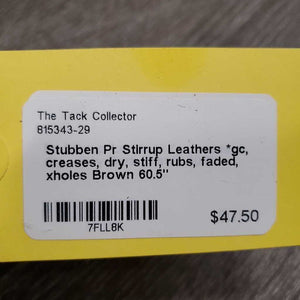 The Tack Collector
815343-29
Stubben Pr Stirrup Leathers *gc,
creases, dry, stiff, rubs, faded,
xholes Brown 60.5"
7FLL8K
$47.50